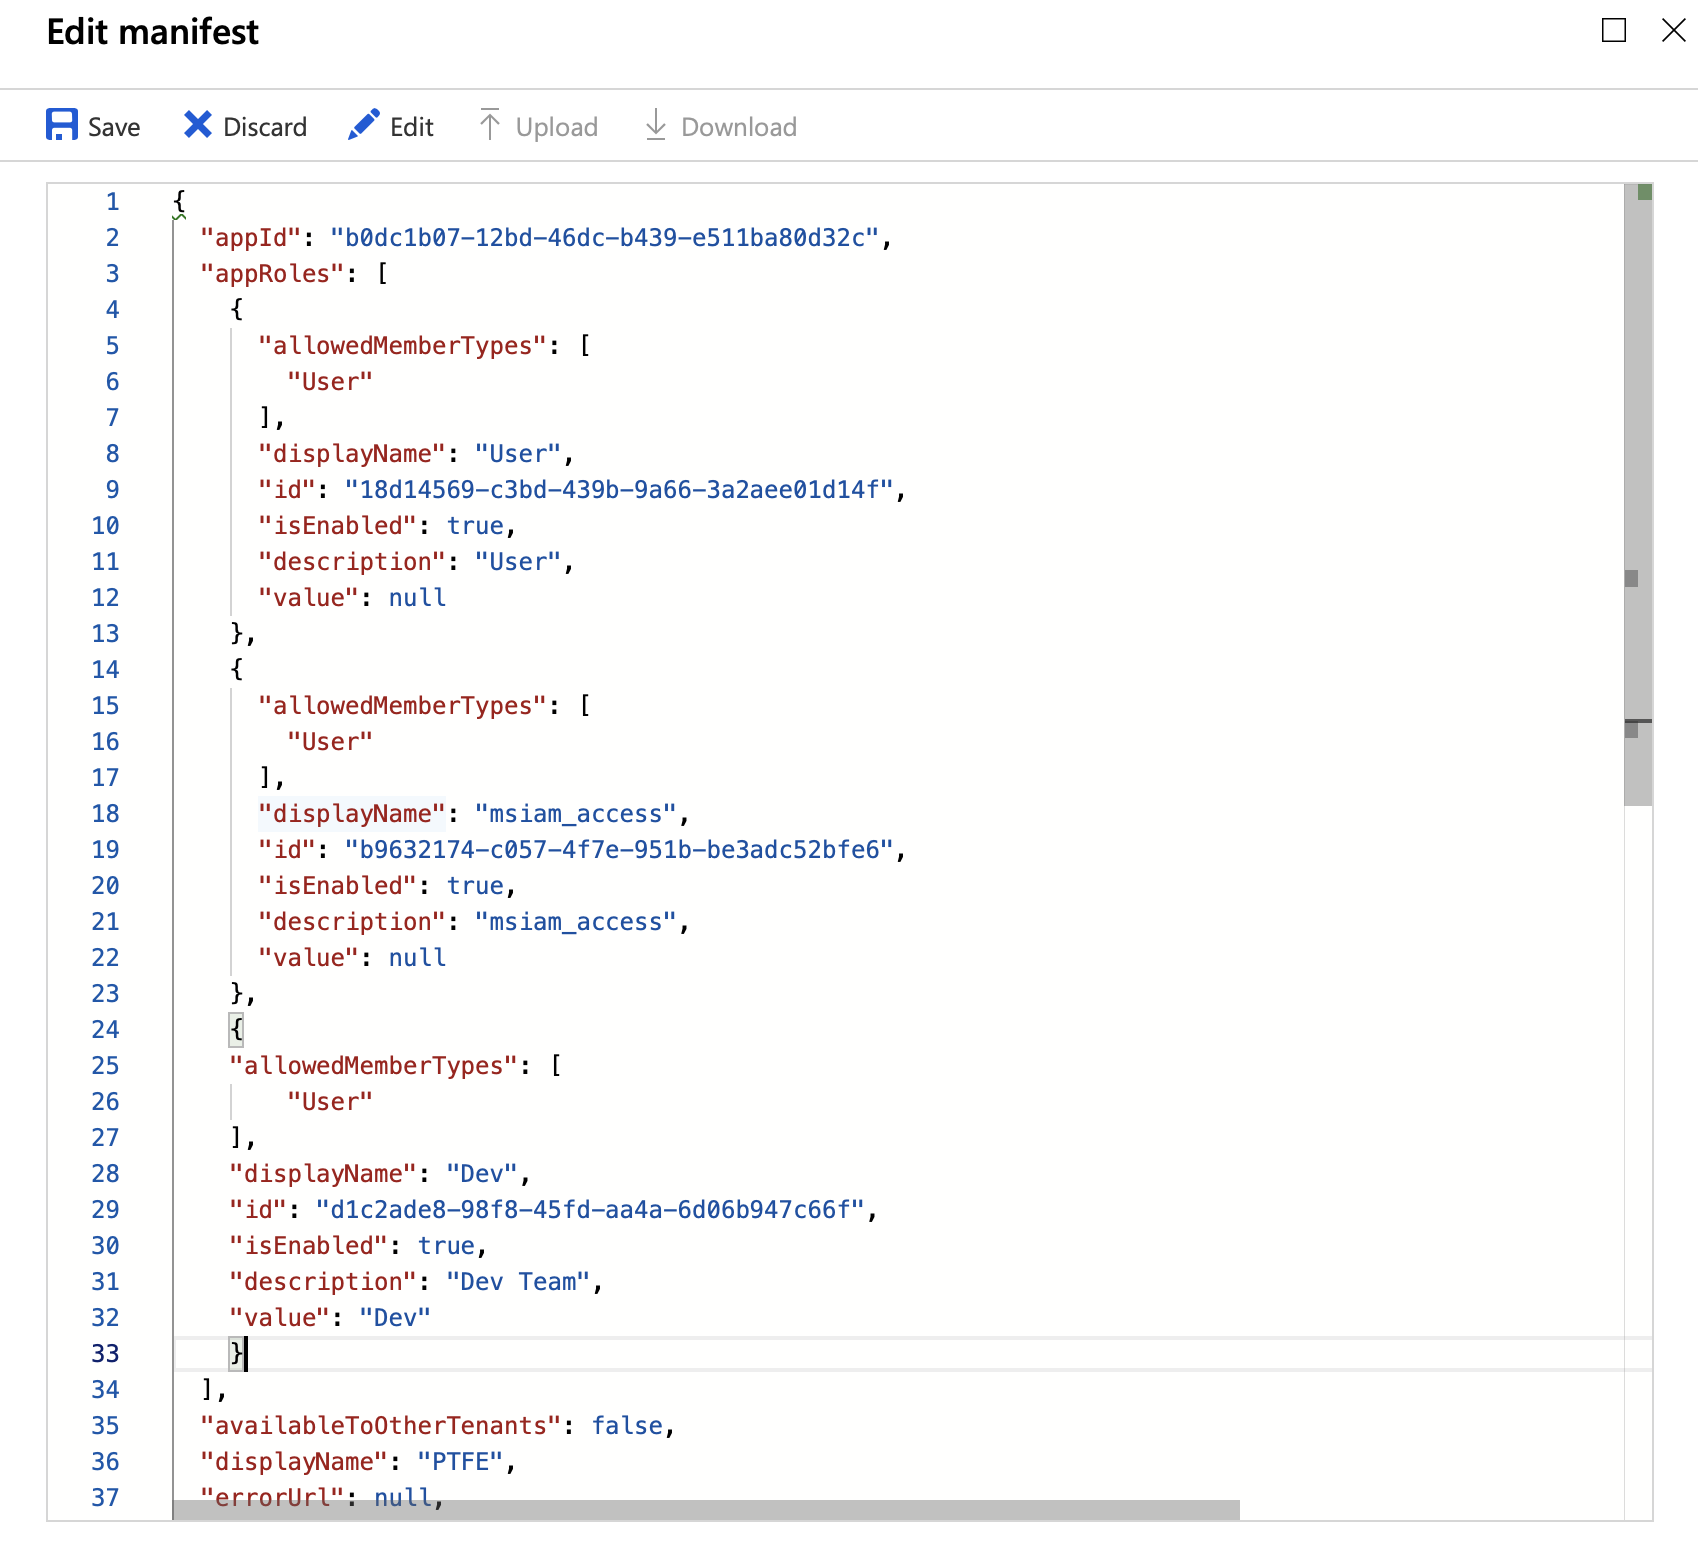 Edit manifest
Save Discard Edit Upload Download
1 {
2 "appId": "b0dc1b07-12bd-46dc-b439-e511ba80d32c",
3 "appRoles": [
4 {
5 "allowedMemberTypes": [
6 "User"
7 ],
8 "displayName": "User",
9 "id": "18d14569-c3bd-439b-9a66-3a2aee01d14f",
10 "isEnabled": true,
11 "description": "User",
12 "value": null
13 },
14 {
15 "allowedMemberTypes": [
16 "User"
17 ],
18 "displayName": "msiam_access",
19 "id": "b9632174-c057-4f7e-951b-be3adc52bfe6",
20 "isEnabled": true,
21 "description": "msiam_access",
22 "value": null
23 },
24 {
25 "allowedMemberTypes": [
26 "User"
27 ],
28 "displayName": "Dev",
29 "id": "d1c2ade8-98f8-45fd-aa4a-6d06b947c66f",
30 "isEnabled": true,
31 "description": "Dev Team",
32 "value": "Dev"
33 }
34 ],
35 "availableToOtherTenants": false,
36 "displayName": "PTFE",
37 "errorUrl": null,